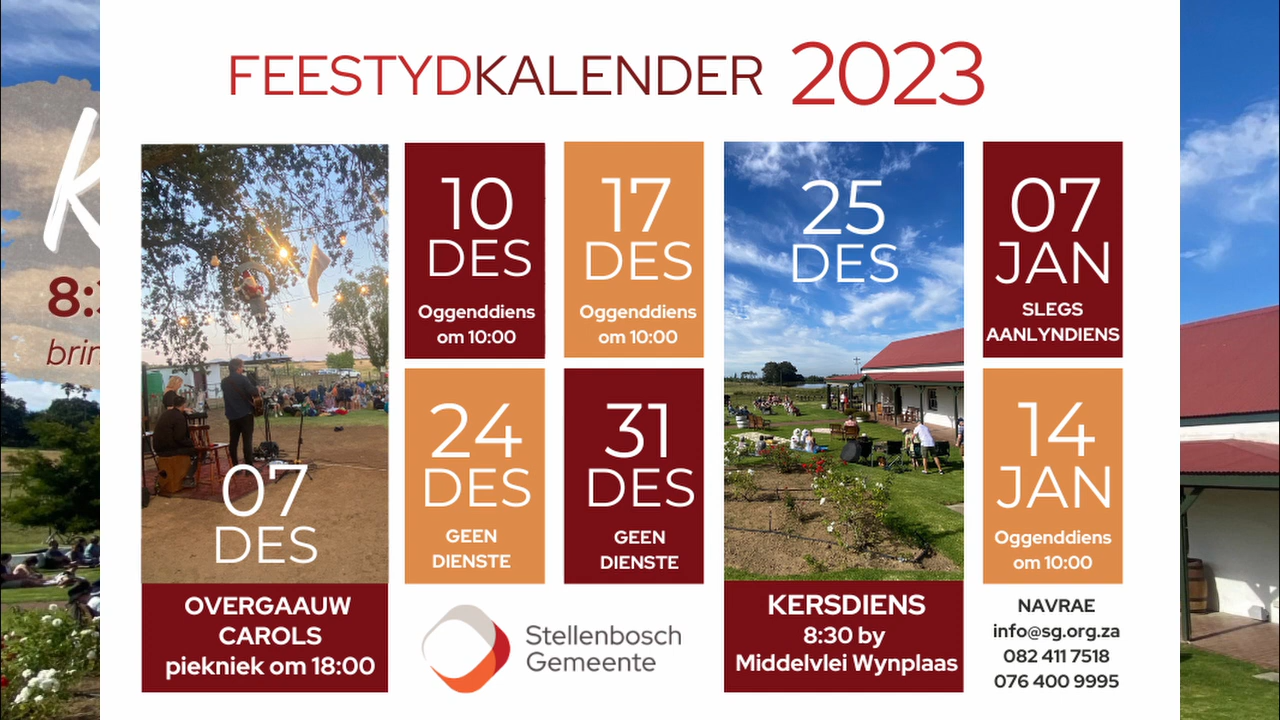 FEESTYDKALENDER 2023
07
DES
OVERGAAUW
CAROLS
piekniek om 18:00
10
DES
Oggenddiens
om 10:00
17
DES
Oggenddiens
om 10:00
24
DES
GEEN
DIENSTE
31
DES
GEEN
DIENSTE
Stellenbosch
Gemeente
25
DES
KERSDIENS
8:30 by
Middelvlei Wynplaas
07
JAN
SLEGS
AANLYNDIENS
14
JAN
Oggenddiens
om 10:00
NAVRAE
info@sg.org.za
082 411 7518
076 400 9995